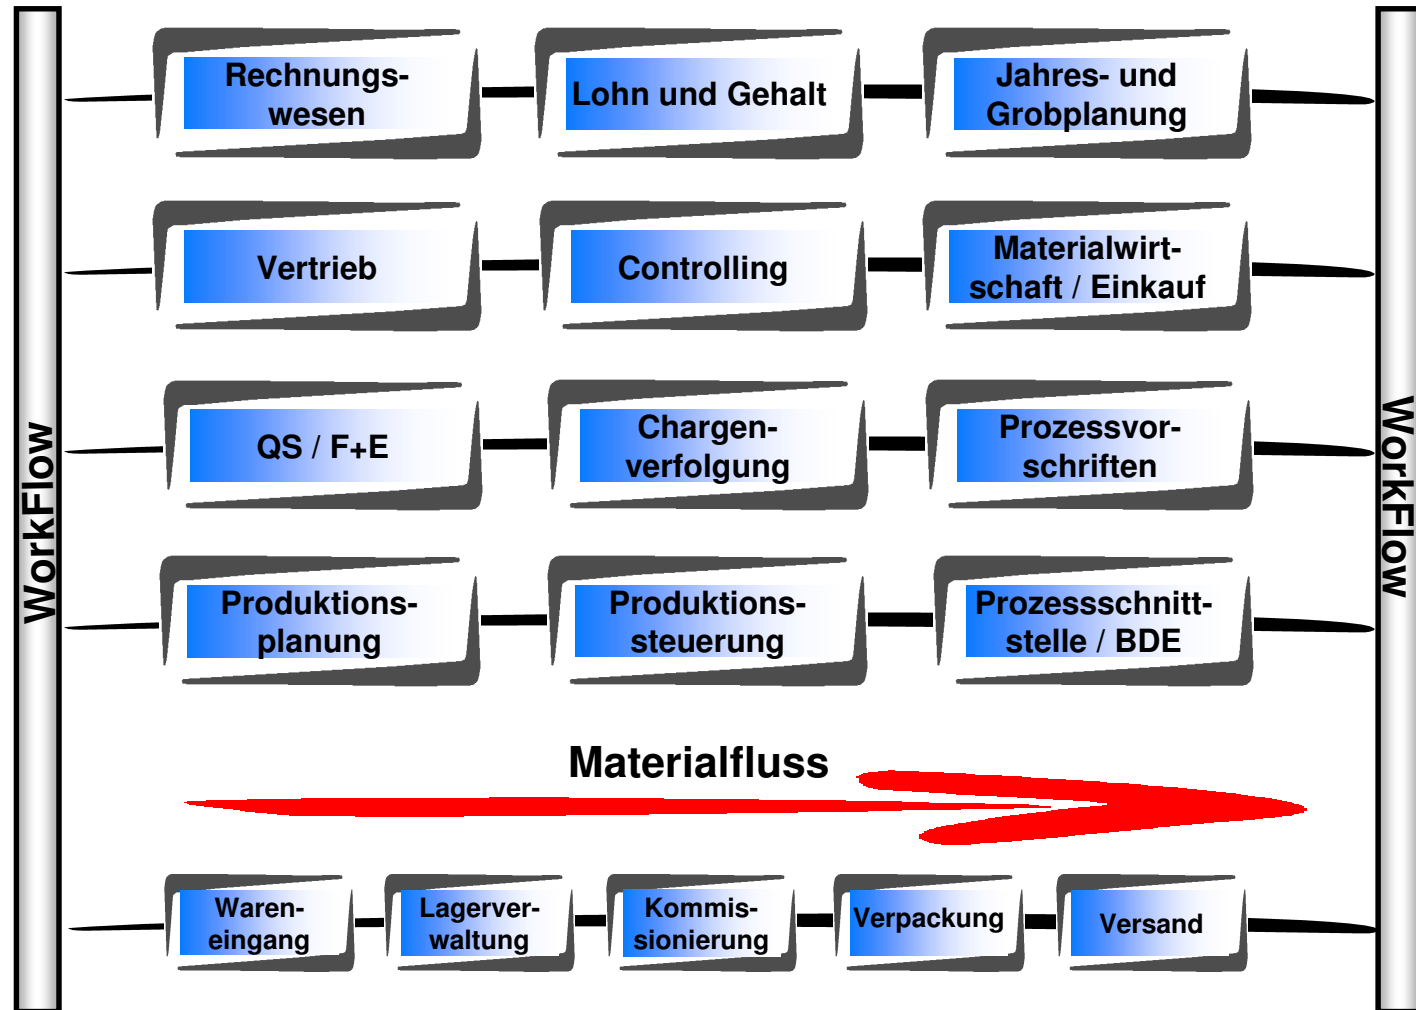 Rechnungs-
wesen
Lohn und Gehalt
Jahres- und
Grobplanung
Vertrieb
Controlling
Materialwirt-
schaft / Einkauf
QS / F+E
Chargen-
verfolgung
Prozessvor-
schriften
Produktions-
planung
Produktions-
steuerung
Prozessschnitt-
stelle / BDE
WorkFlow
WorkFlow
Materialfluss
Waren-
eingang
Lagerver-
waltung
Kommis-
sionierung
Verpackung
Versand